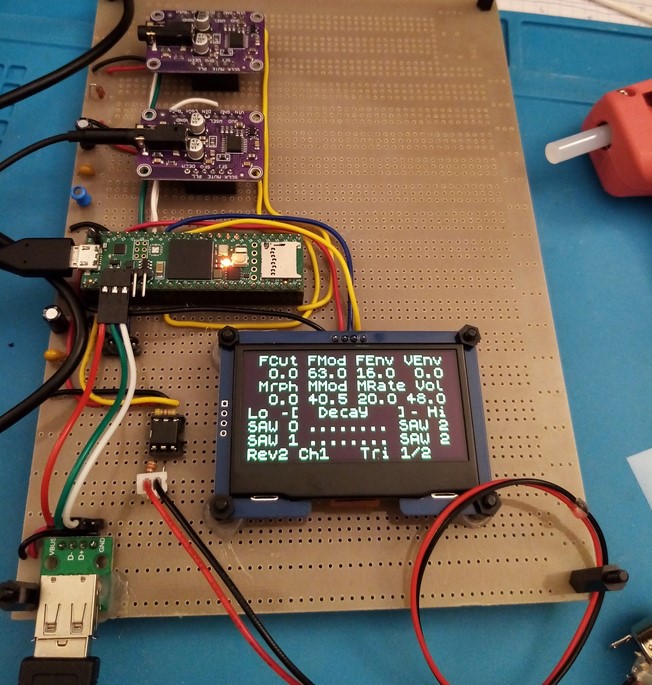 FCut FMod FEnv VEnv
0.0 63.0 16.0 0.0
Mrph MMod MRate Vol
0.0 40.5 20.0 48.0
Lo -[ Decay ]- Hi
SAW 0 ........ SAW 2
SAW 1 ........ SAW 2
Rev2 Ch1 Tri 1/2
VBUS D- D+ GND